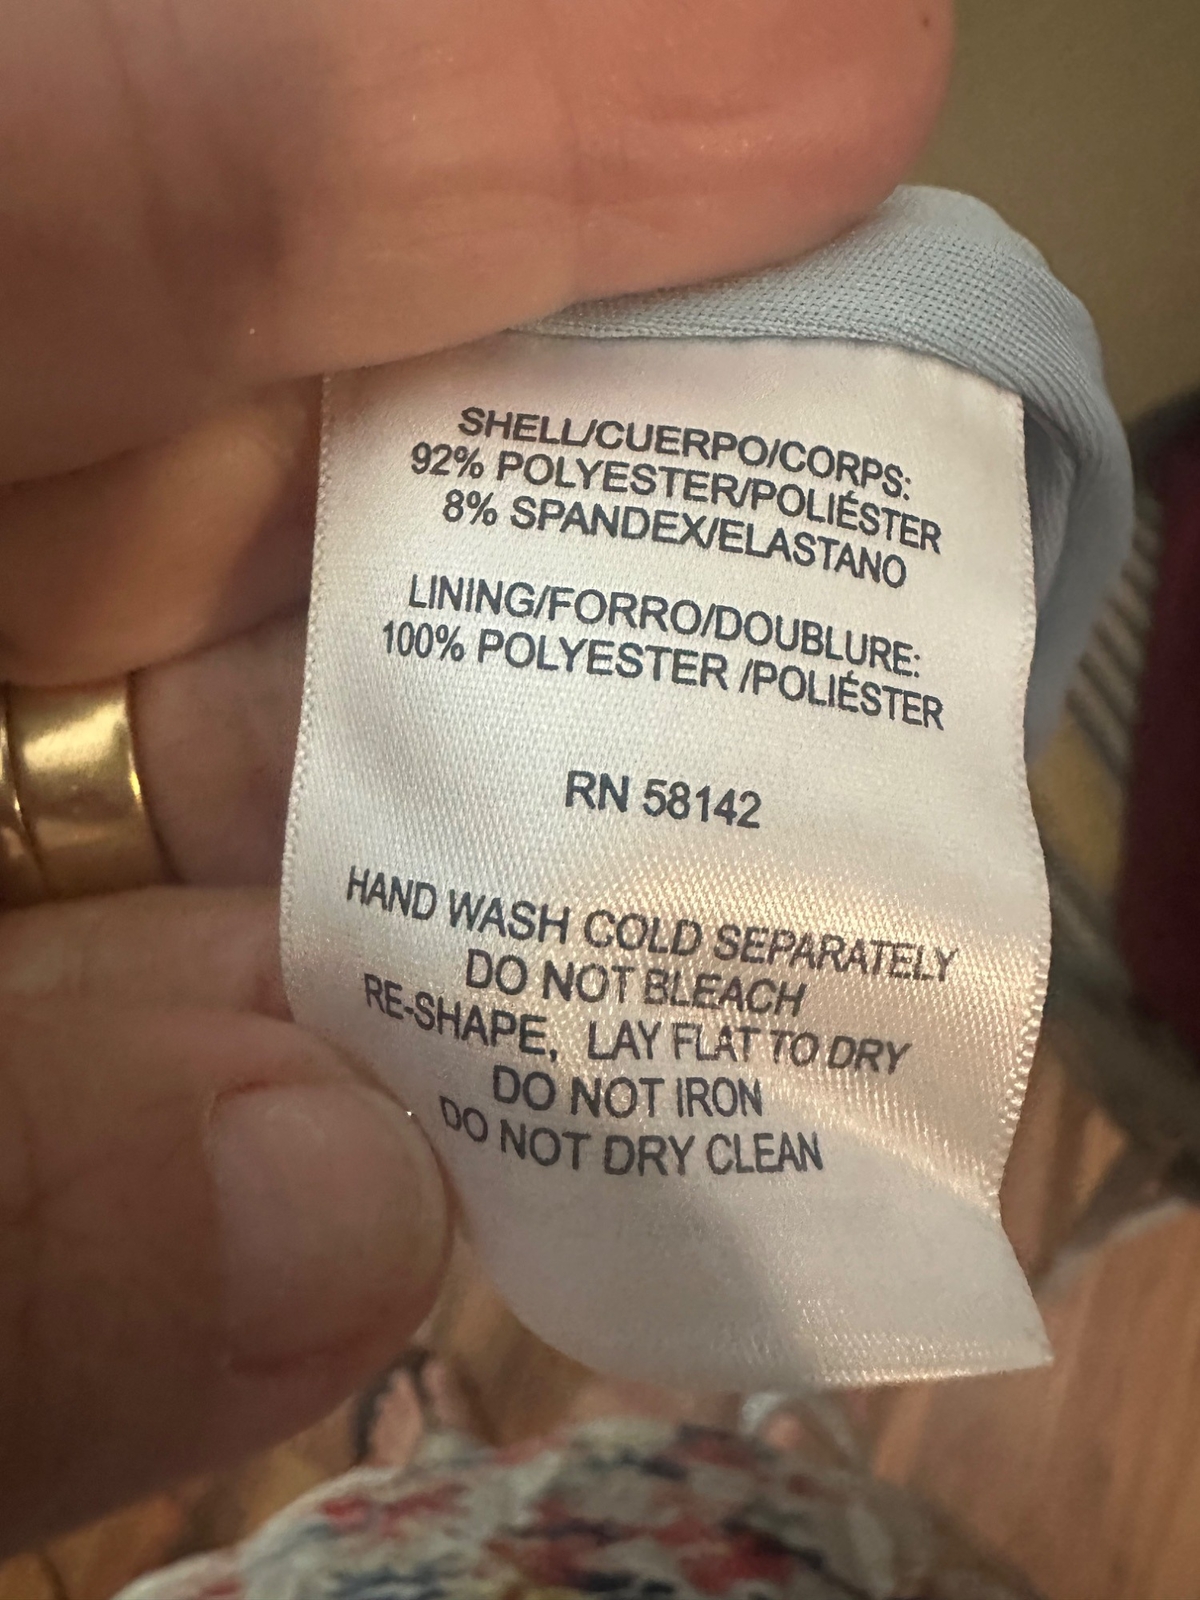 SHELL/CUERPO/CORPS:
92% POLYESTER/POLIÉSTER
8% SPANDEX/ELASTANO
LINING/FORRO/DOUBLURE:
100% POLYESTER /POLIÉSTER
RN 58142
HAND WASH COLD SEPARATELY
DO NOT BLEACH
RE-SHAPE, LAY FLAT TO DRY
DO NOT IRON
DO NOT DRY CLEAN